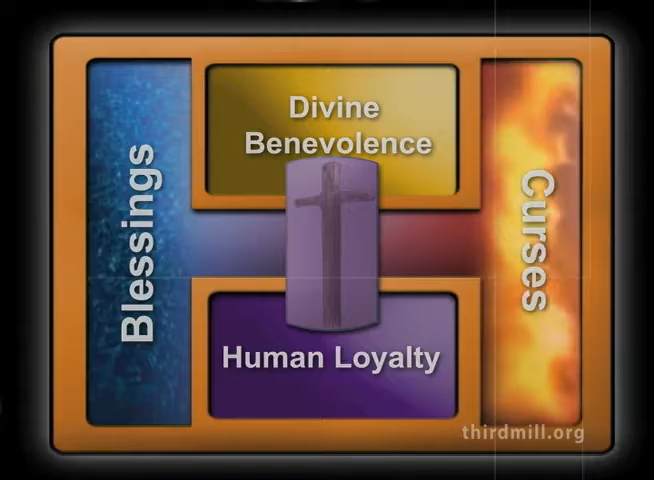 Divine
Benevolence
Blessings
Curses
Human Loyalty
thirdmill.org